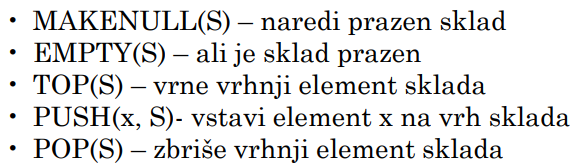 • MAKENULL(S) – naredi prazen sklad
• EMPTY(S) – ali je sklad prazen
• TOP(S) – vrne vrhnji element sklada
• PUSH(x, S)- vstavi element x na vrh sklada
• POP(S) – zbriše vrhnji element sklada